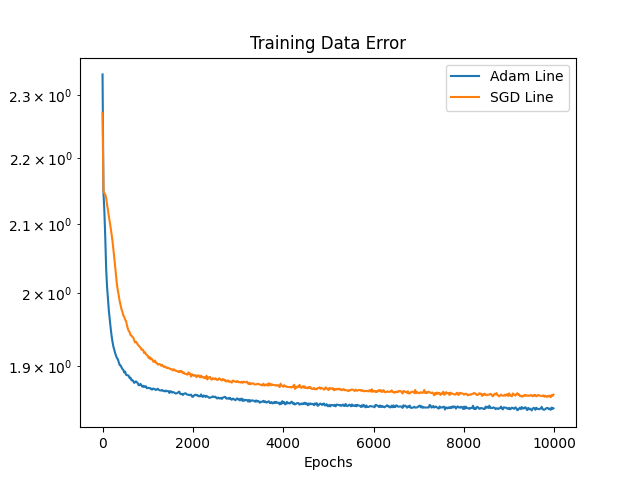 Training Data Error
Adam Line
SGD Line
2.3 × 10⁰
2.2 × 10⁰
2.1 × 10⁰
2 × 10⁰
1.9 × 10⁰
0 2000 4000 6000 8000 10000
Epochs